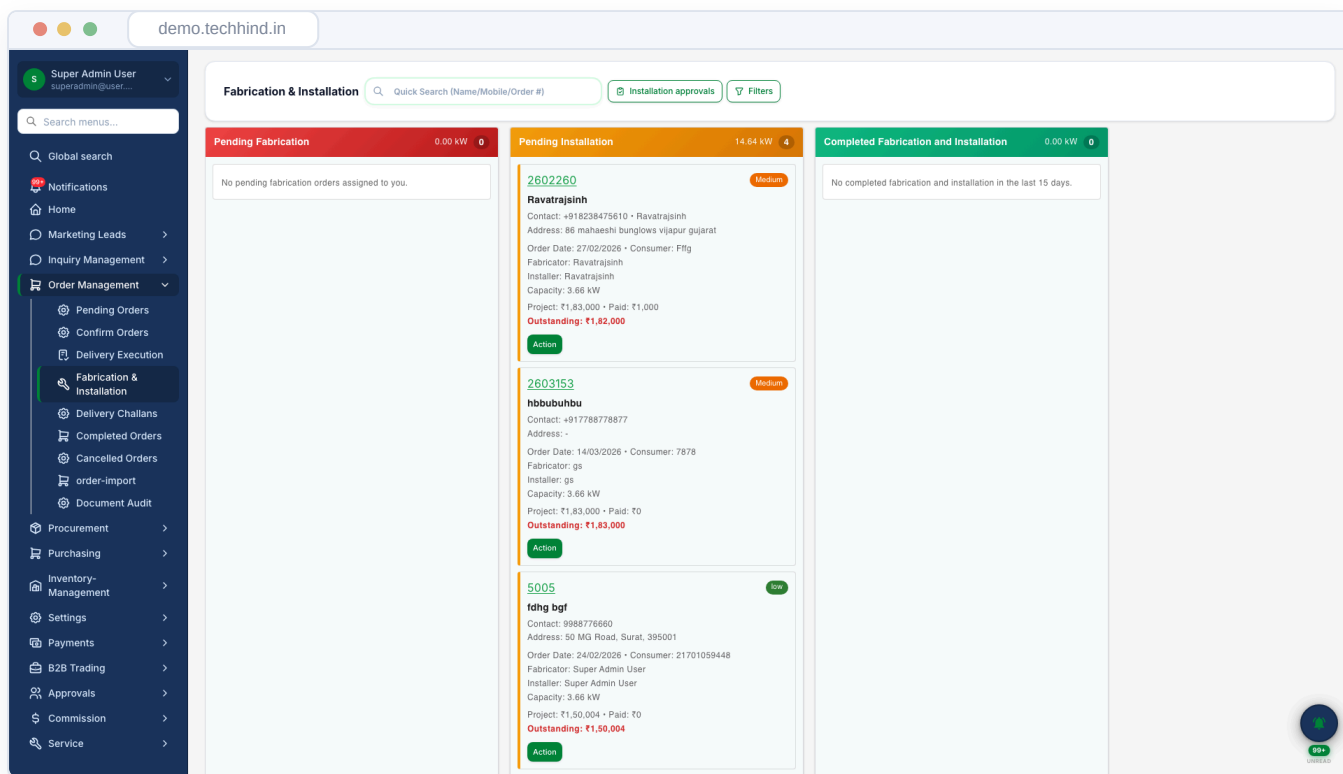 demo.techhind.in
S
Super Admin User
superadmin@user....
Search menus...
Global search
99+
Notifications
Home
Marketing Leads
Inquiry Management
Order Management
Pending Orders
Confirm Orders
Delivery Execution
Fabrication &
Installation
Delivery Challans
Completed Orders
Cancelled Orders
order-import
Document Audit
Procurement
Purchasing
Inventory-
Management
Settings
Payments
B2B Trading
Approvals
Commission
Service
Fabrication & Installation
Quick Search (Name/Mobile/Order #)
Installation approvals
Filters
Pending Fabrication 0.00 kW 0
No pending fabrication orders assigned to you.
Pending Installation 14.64 kW 4
2602260 Medium
Ravatrajsinh
Contact: +918238475610 • Ravatrajsinh
Address: 86 mahaeshi bunglows vijapur gujarat
Order Date: 27/02/2026 • Consumer: Fffg
Fabricator: Ravatrajsinh
Installer: Ravatrajsinh
Capacity: 3.66 kW
Project: ₹1,83,000 • Paid: ₹1,000
Outstanding: ₹1,82,000
Action
2603153 Medium
hbbubuhbu
Contact: +917788778877
Address: -
Order Date: 14/03/2026 • Consumer: 7878
Fabricator: gs
Installer: gs
Capacity: 3.66 kW
Project: ₹1,83,000 • Paid: ₹0
Outstanding: ₹1,83,000
Action
5005 low
fdhg bgf
Contact: 9988776660
Address: 50 MG Road, Surat, 395001
Order Date: 24/02/2026 • Consumer: 21701059448
Fabricator: Super Admin User
Installer: Super Admin User
Capacity: 3.66 kW
Project: ₹1,50,004 • Paid: ₹0
Outstanding: ₹1,50,004
Action
Completed Fabrication and Installation 0.00 kW 0
No completed fabrication and installation in the last 15 days.
99+
UNREAD